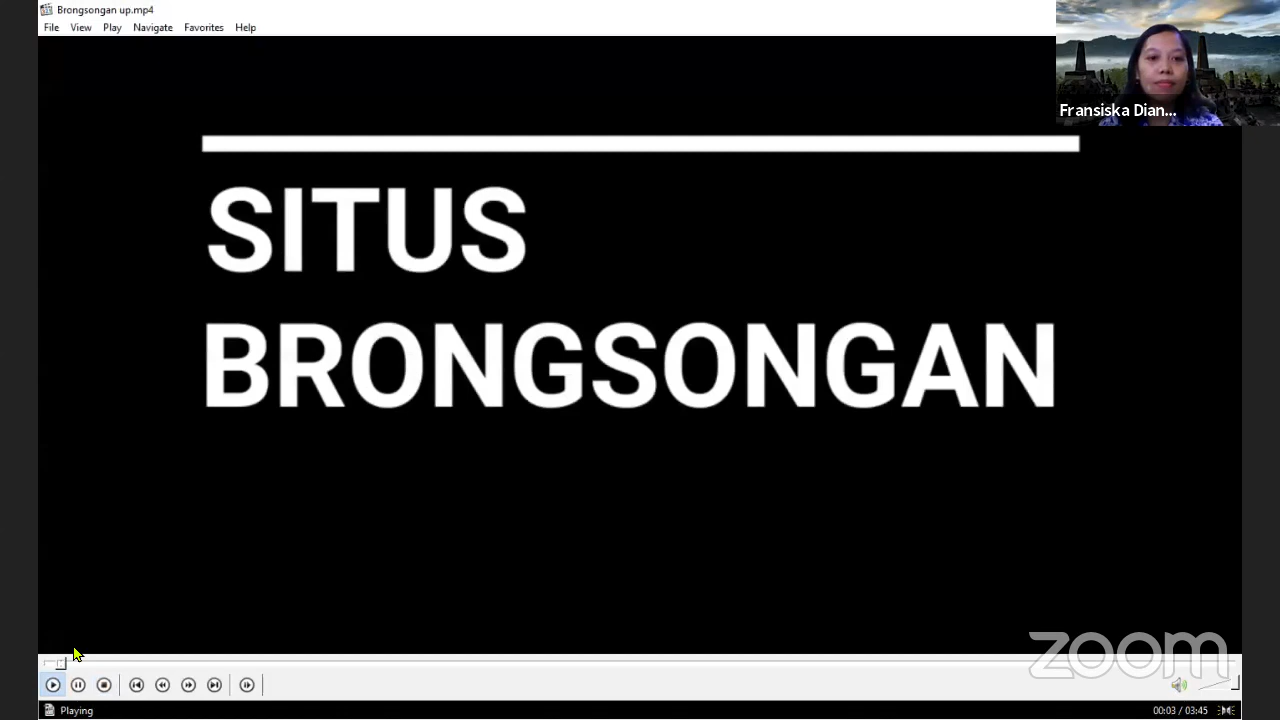 Brongsongan up.mp4
File View Play Navigate Favorites Help
Fransiska Dian...
SITUS
BRONGSONGAN
zoom
Playing
00:03 / 03:45